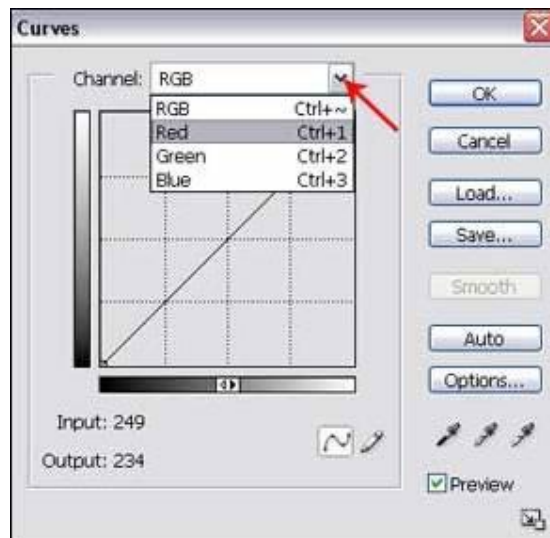 Curves
Channel: RGB
RGB Ctrl+~
Red Ctrl+1
Green Ctrl+2
Blue Ctrl+3
Input: 249
Output: 234
OK
Cancel
Load...
Save...
Smooth
Auto
Options...
Preview